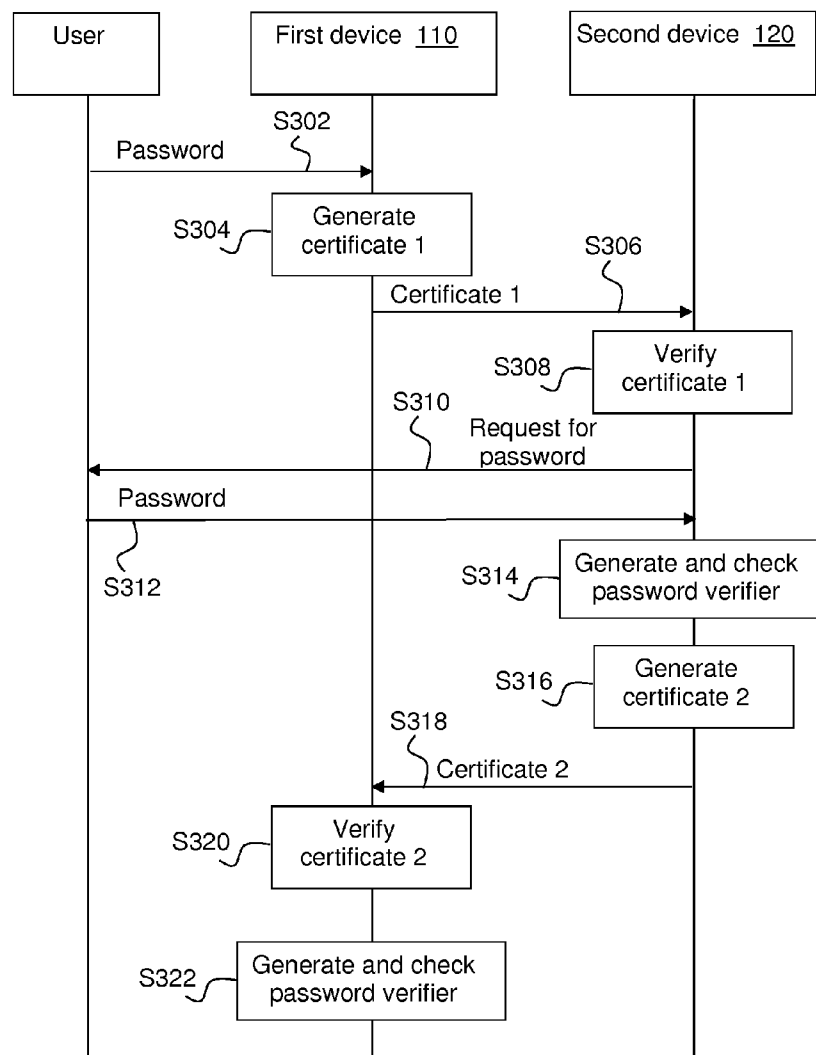 User
First device 110
Second device 120
S302
Password
S304
Generate
certificate 1
S306
Certificate 1
S308
Verify
certificate 1
S310
Request for
password
Password
S312
S314
Generate and check
password verifier
S316
Generate
certificate 2
S318
Certificate 2
S320
Verify
certificate 2
S322
Generate and check
password verifier